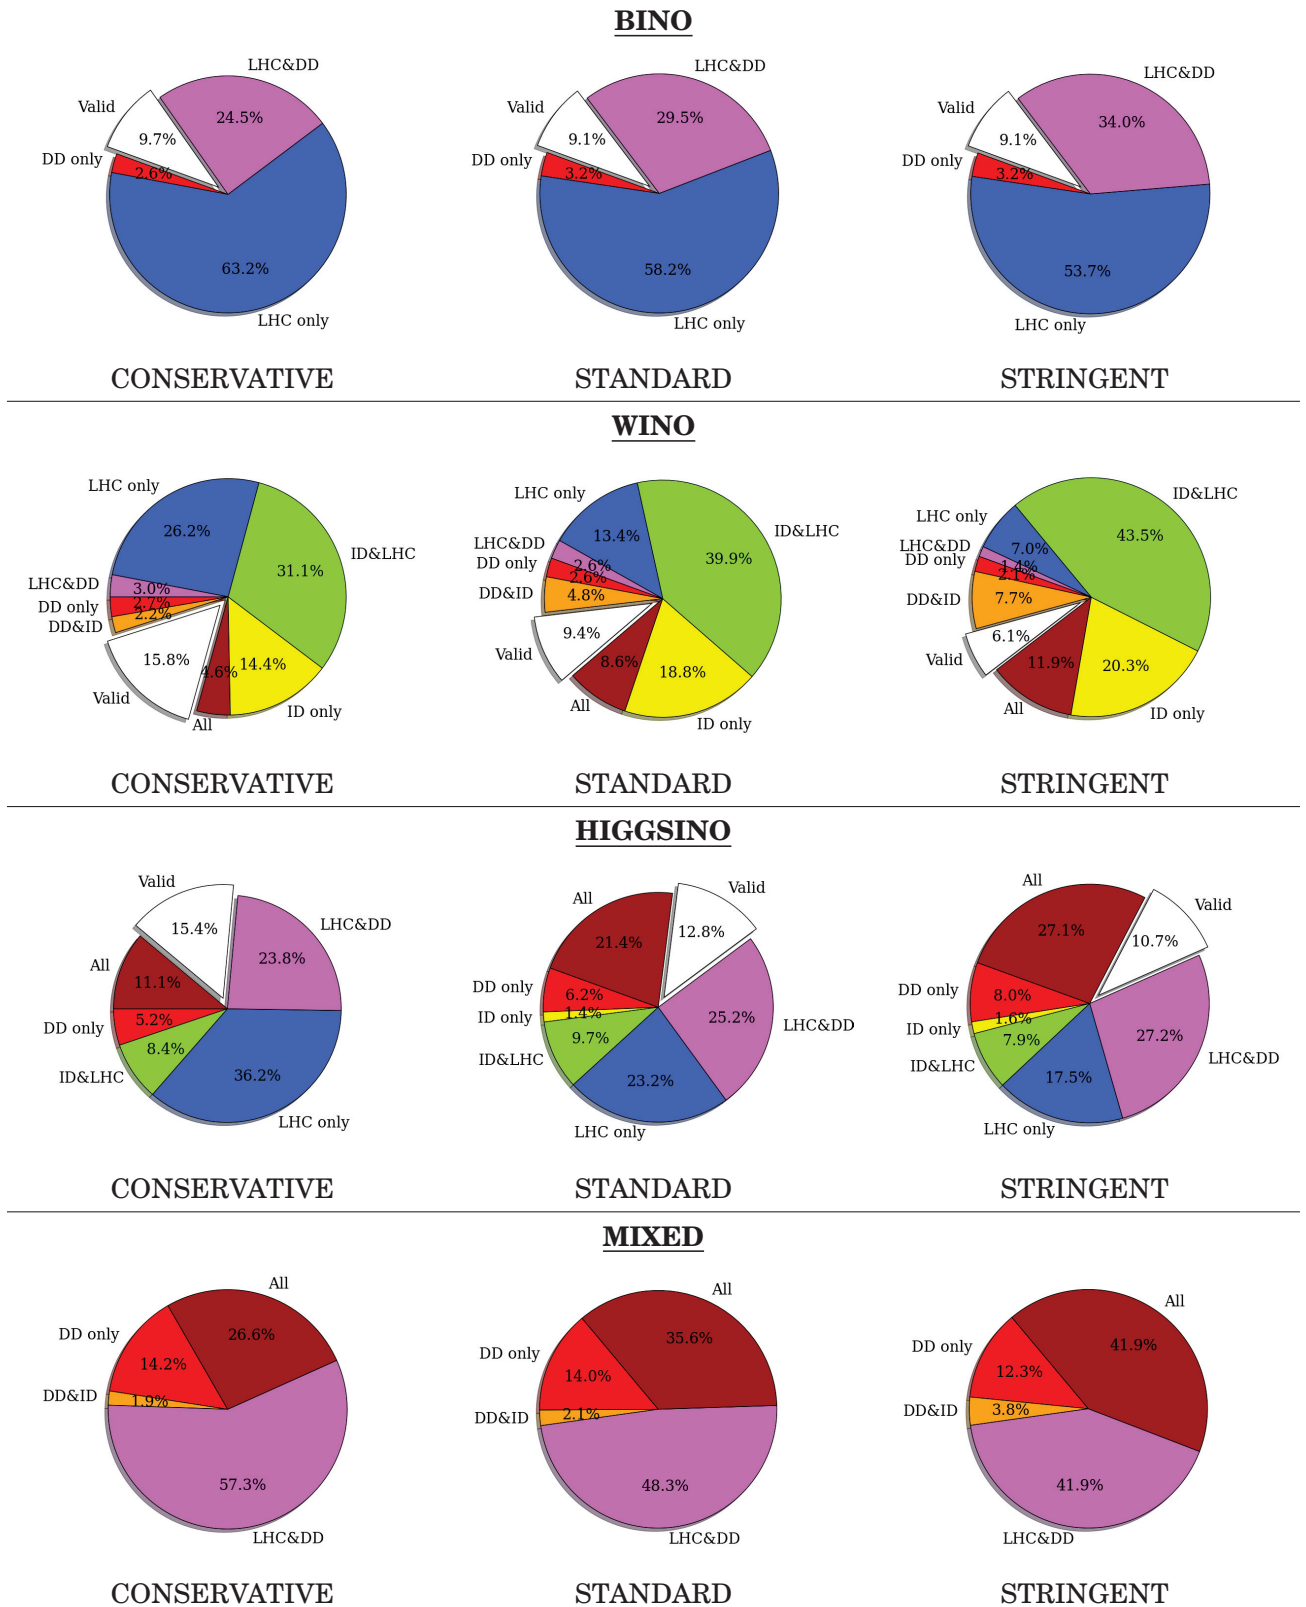 BINO
LHC&DD
Valid
24.5%
9.7%
DD only
2.6%
63.2%
LHC only
CONSERVATIVE
LHC&DD
Valid
29.5%
9.1%
DD only
3.2%
58.2%
LHC only
STANDARD
LHC&DD
Valid
34.0%
9.1%
DD only
3.2%
53.7%
LHC only
STRINGENT
WINO
LHC only
26.2%
ID&LHC
31.1%
LHC&DD
3.0%
DD only
2.7%
DD&ID
2.2%
15.8%
4.6%
14.4%
Valid
ID only
All
CONSERVATIVE
LHC only
13.4%
ID&LHC
39.9%
LHC&DD
2.6%
DD only
2.6%
DD&ID
4.8%
9.4%
Valid
8.6%
18.8%
All
ID only
STANDARD
ID&LHC
LHC only
43.5%
LHC&DD
7.0%
DD only
1.4%
2.1%
DD&ID
7.7%
6.1%
Valid
11.9%
20.3%
All
ID only
STRINGENT
HIGGSINO
Valid
15.4%
LHC&DD
23.8%
All
11.1%
DD only
5.2%
8.4%
ID&LHC
36.2%
LHC only
CONSERVATIVE
All
Valid
21.4%
12.8%
DD only
6.2%
ID only
1.4%
25.2%
LHC&DD
9.7%
ID&LHC
23.2%
LHC only
STANDARD
All
Valid
27.1%
10.7%
DD only
8.0%
ID only
1.6%
27.2%
7.9%
ID&LHC
LHC&DD
17.5%
LHC only
STRINGENT
MIXED
All
DD only
26.6%
14.2%
DD&ID
1.9%
57.3%
LHC&DD
CONSERVATIVE
All
35.6%
DD only
14.0%
DD&ID
2.1%
48.3%
LHC&DD
STANDARD
All
DD only
41.9%
12.3%
DD&ID
3.8%
41.9%
LHC&DD
STRINGENT